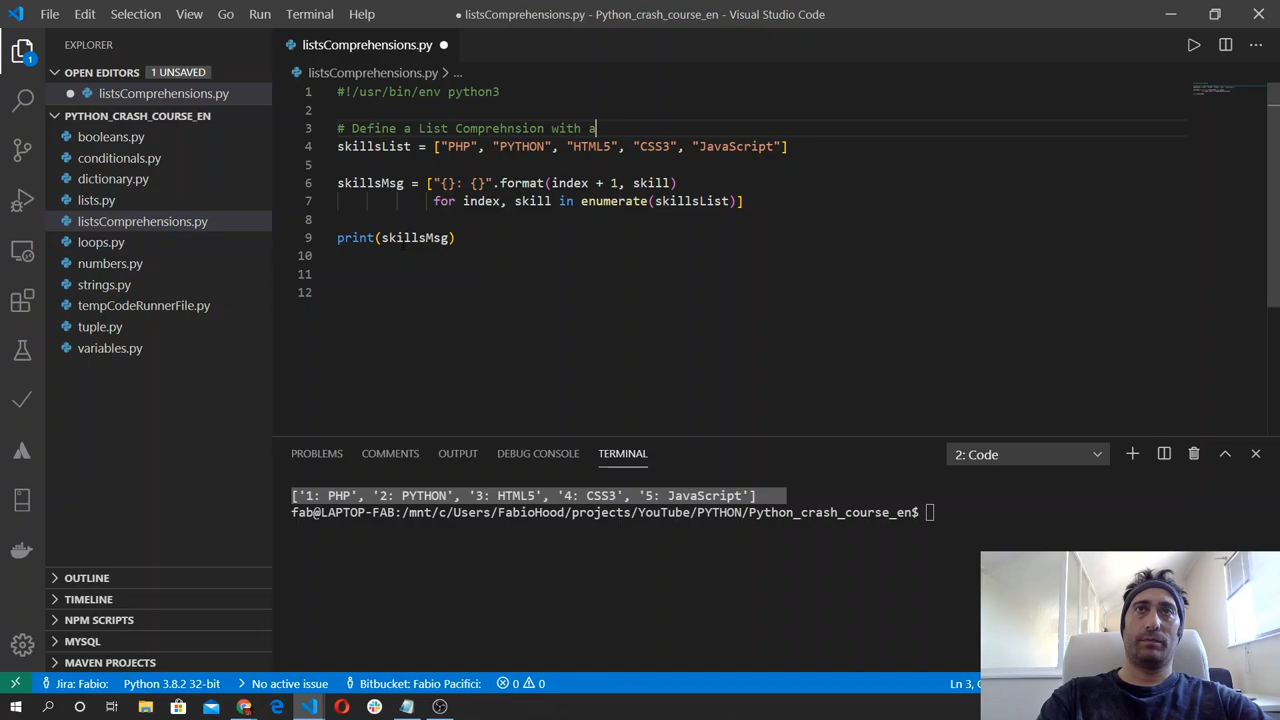 File Edit Selection View Go Run Terminal Help
● listsComprehensions.py - Python_crash_course_en - Visual Studio Code
EXPLORER
OPEN EDITORS 1 UNSAVED
listsComprehensions.py
PYTHON_CRASH_COURSE_EN
booleans.py
conditionals.py
dictionary.py
lists.py
listsComprehensions.py
loops.py
numbers.py
strings.py
tempCodeRunnerFile.py
tuple.py
variables.py
OUTLINE
TIMELINE
NPM SCRIPTS
MYSQL
MAVEN PROJECTS
1
listsComprehensions.py
listsComprehensions.py > ...
1 #!/usr/bin/env python3
2
3 # Define a List Comprehnsion with a
4 skillsList = ["PHP", "PYTHON", "HTML5", "CSS3", "JavaScript"]
5
6 skillsMsg = ["{}: {}".format(index + 1, skill)
7 for index, skill in enumerate(skillsList)]
8
9 print(skillsMsg)
10
11
12
PROBLEMS COMMENTS OUTPUT DEBUG CONSOLE TERMINAL
2: Code
['1: PHP', '2: PYTHON', '3: HTML5', '4: CSS3', '5: JavaScript']
fab@LAPTOP-FAB:/mnt/c/Users/FabioHood/projects/YouTube/PYTHON/Python_crash_course_en$
Jira: Fabio: Python 3.8.2 32-bit No active issue Bitbucket: Fabio Pacifici: 0 0 Ln 3,